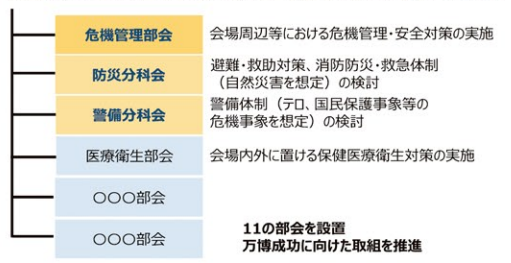 危機管理部会　会場周辺等における危機管理・安全対策の実施
防災分科会　避難・救助対策、消防防災・救急体制
（自然災害を想定）の検討
警備分科会　警備体制（テロ、国民保護事象等の
危機事象を想定）の検討
医療衛生部会　会場内外に置ける保健医療衛生対策の実施
〇〇〇部会
〇〇〇部会
11の部会を設置
万博成功に向けた取組を推進